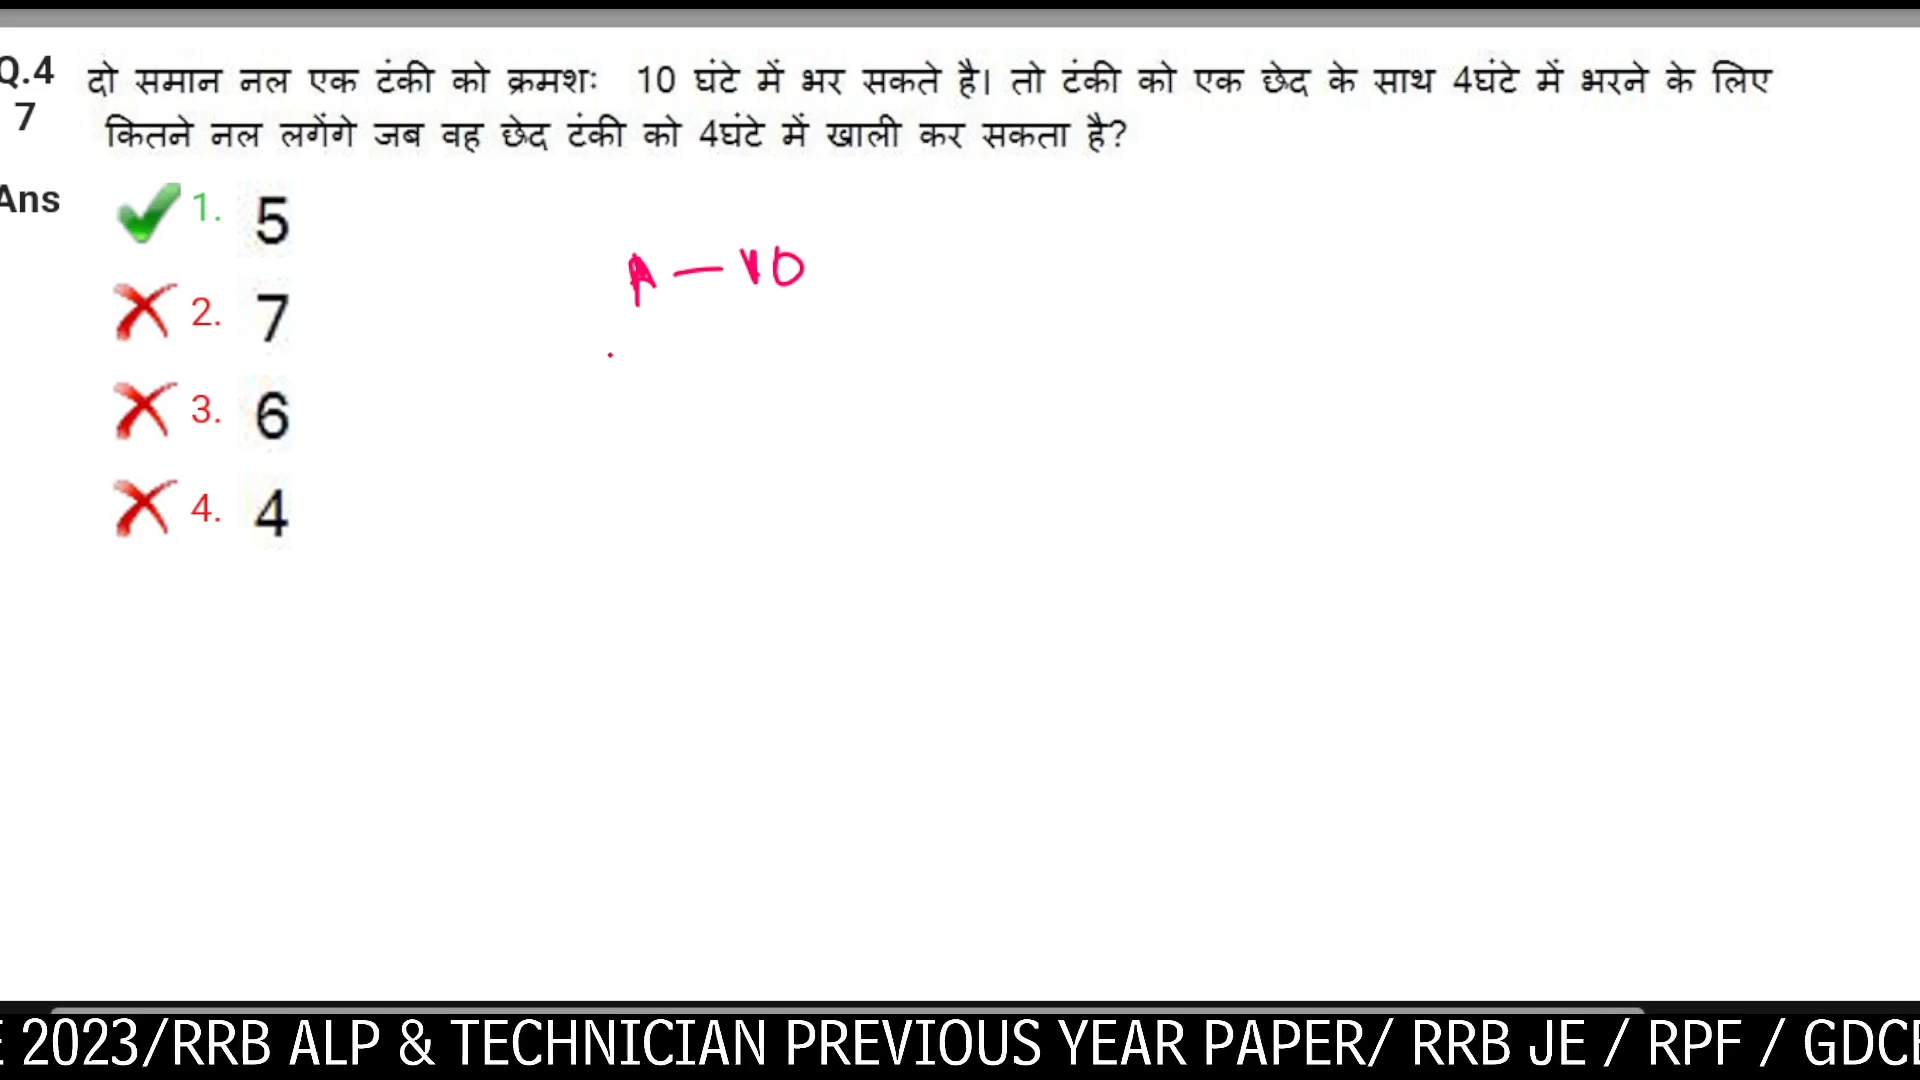 Q.4 दो समान नल एक टंकी को क्रमशः 10 घंटे में भर सकते है। तो टंकी को एक छेद के साथ 4घंटे में भरने के लिए
7 कितने नल लगेंगे जब वह छेद टंकी को 4घंटे में खाली कर सकता है?
Ans 1. 5
A — 10
2. 7
3. 6
4. 4
E 2023/RRB ALP & TECHNICIAN PREVIOUS YEAR PAPER/ RRB JE / RPF / GDCE